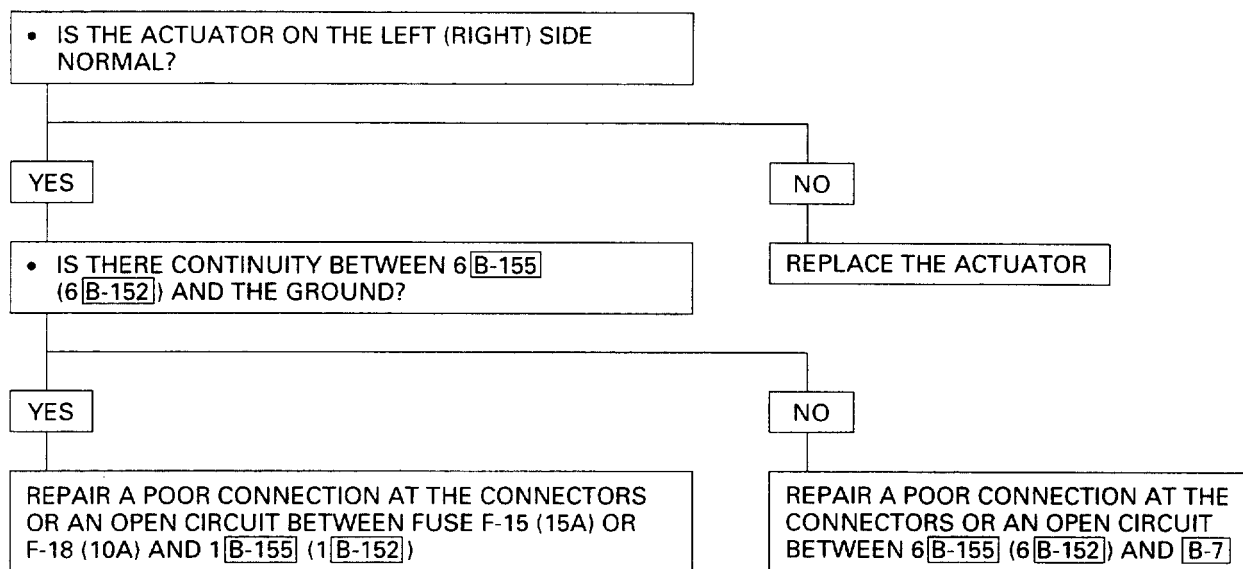 • IS THE ACTUATOR ON THE LEFT (RIGHT) SIDE
NORMAL?
YES
NO
• IS THERE CONTINUITY BETWEEN 6 B-155
(6 B-152) AND THE GROUND?
REPLACE THE ACTUATOR
YES
NO
REPAIR A POOR CONNECTION AT THE CONNECTORS
OR AN OPEN CIRCUIT BETWEEN FUSE F-15 (15A) OR
F-18 (10A) AND 1 B-155 (1 B-152)
REPAIR A POOR CONNECTION AT THE
CONNECTORS OR AN OPEN CIRCUIT
BETWEEN 6 B-155 (6 B-152) AND B-7